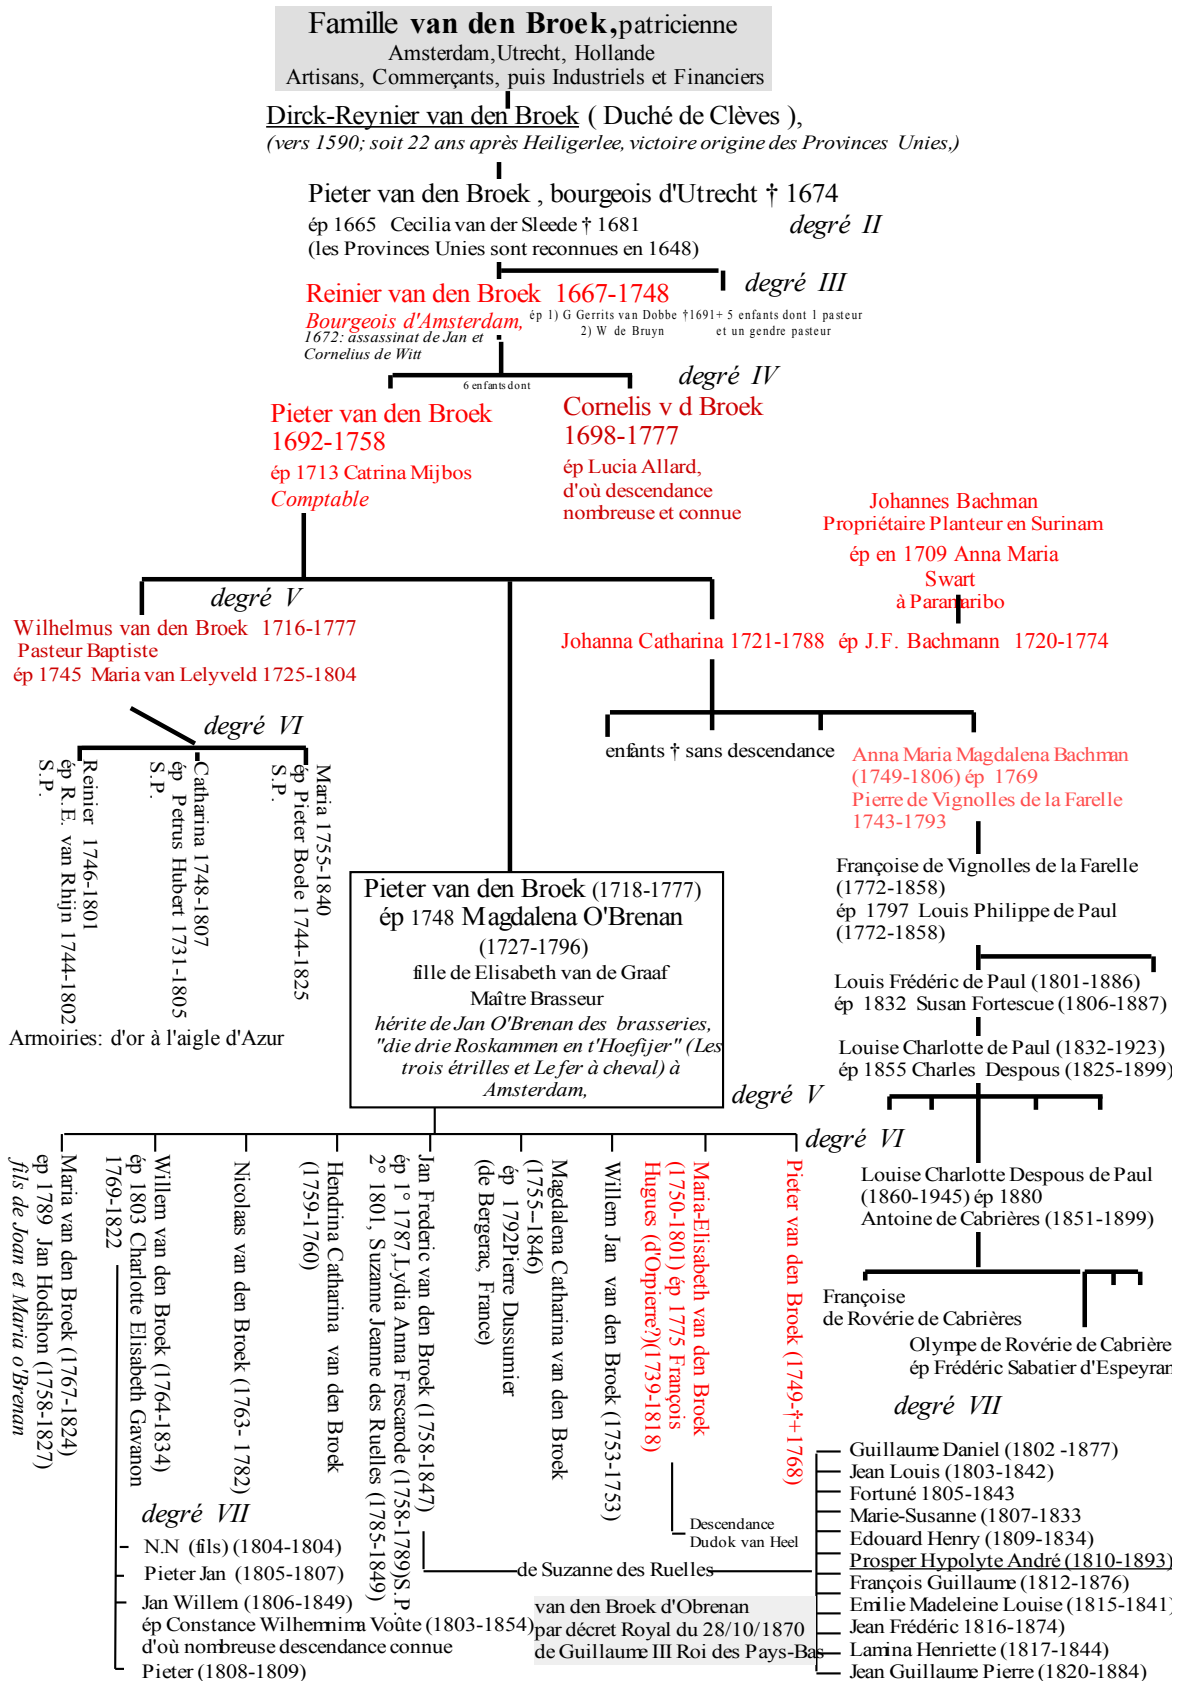 Famille van den Broek, patricienne
Amsterdam,Utrecht, Hollande
Artisans, Commerçants, puis Industriels et Financiers
Dirck-Reynier van den Broek ( Duché de Clèves ),
(vers 1590; soit 22 ans après Heiligerlee, victoire origine des Provinces Unies,)
Pieter van den Broek , bourgeois d'Utrecht † 1674
ép 1665 Cecilia van der Sleede † 1681
(les Provinces Unies sont reconnues en 1648)
degré II
degré III
Reinier van den Broek 1667-1748
Bourgeois d'Amsterdam,
1672: assassinat de Jan et
Cornelius de Witt
ép 1) G Gerrits van Dobbe †1691+ 5 enfants dont 1 pasteur
2) W de Bruyn et un gendre pasteur
6 enfants dont
degré IV
Pieter van den Broek
1692-1758
ép 1713 Catrina Mijbos
Comptable
Cornelis v d Broek
1698-1777
ép Lucia Allard,
d'où descendance
nombreuse et connue
Johannes Bachman
Propriétaire Planteur en Surinam
ép en 1709 Anna Maria
Swart
à Paramaribo
degré V
Wilhelmus van den Broek 1716-1777
Pasteur Baptiste
ép 1745 Maria van Lelyveld 1725-1804
Johanna Catharina 1721-1788 ép J.F. Bachmann 1720-1774
degré VI
Reinier 1746-1801
ép R.E. van Rhijn 1744-1802
S.P.
Catharina 1748-1807
ép Petrus Hubert 1731-1805
S.P.
Maria 1755-1840
ép Pieter Boele 1744-1825
S.P.
Armoiries: d'or à l'aigle d'Azur
enfants † sans descendance
Anna Maria Magdalena Bachman
(1749-1806) ép 1769
Pierre de Vignolles de la Farelle
1743-1793
Françoise de Vignolles de la Farelle
(1772-1858)
ép 1797 Louis Philippe de Paul
(1772-1858)
Louis Frédéric de Paul (1801-1886)
ép 1832 Susan Fortescue (1806-1887)
Louise Charlotte de Paul (1832-1923)
ép 1855 Charles Despous (1825-1899)
Louise Charlotte Despous de Paul
(1860-1945) ép 1880
Antoine de Cabrières (1851-1899)
Françoise
de Rovérie de Cabrières
Olympe de Rovérie de Cabrière
ép Frédéric Sabatier d'Espeyran
Pieter van den Broek (1718-1777)
ép 1748 Magdalena O'Brenan
(1727-1796)
fille de Elisabeth van de Graaf
Maître Brasseur
hérite de Jan O'Brenan des brasseries,
"die drie Roskammen en t'Hoefijer" (Les
trois étrilles et Le fer à cheval) à
Amsterdam,
degré V
degré VI
Maria van den Broek (1767-1824)
ep 1789 Jan Hodshon (1758-1827)
fils de Joan et Maria o'Brenan
Willem van den Broek (1764-1834)
ép 1803 Charlotte Elisabeth Gavanon
1769-1822
Nicolaas van den Broek (1763- 1782)
Hendrina Catharina van den Broek
(1759-1760)
Jan Frederic van den Broek (1758-1847)
ép 1° 1787,Lydia Anna Frescarode (1758-1789)S.P.
2° 1801, Suzanne Jeanne des Ruelles (1785-1849)
Magdalena Catharina van den Broek
(1755--1846)
ép 1792Pierre Dussumier
(de Bergerac, France)
Willem Jan van den Broek (1753-1753)
Maria-Elisabeth van den Broek
(1750-1801) ép 1775 François
Hugues (d'Orpierre?)(1739-1818)
Pieter van den Broek (1749-†+1768)
degré VII
N.N (fils) (1804-1804)
Pieter Jan (1805-1807)
Jan Willem (1806-1849)
ép Constance Wilhemnima Voûte (1803-1854)
d'où nombreuse descendance connue
Pieter (1808-1809)
Descendance
Dudok van Heel
de Suzanne des Ruelles
van den Broek d'Obrenan
par décret Royal du 28/10/1870
de Guillaume III Roi des Pays-Bas
degré VII
Guillaume Daniel (1802 -1877)
Jean Louis (1803-1842)
Fortuné 1805-1843
Marie-Susanne (1807-1833
Edouard Henry (1809-1834)
Prosper Hypolyte André (1810-1893)
François Guillaume (1812-1876)
Emilie Madeleine Louise (1815-1841)
Jean Frédéric 1816-1874)
Lamina Henriette (1817-1844)
Jean Guillaume Pierre (1820-1884)